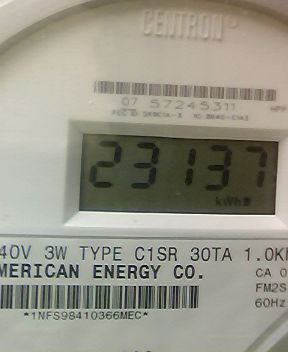 CENTRON®
07 57245311
23137
kWh
40V 3W TYPE C1SR 30TA 1.0K
MERICAN ENERGY CO.
CA 0
FM2S
60Hz
*1NFS98410366MEC*